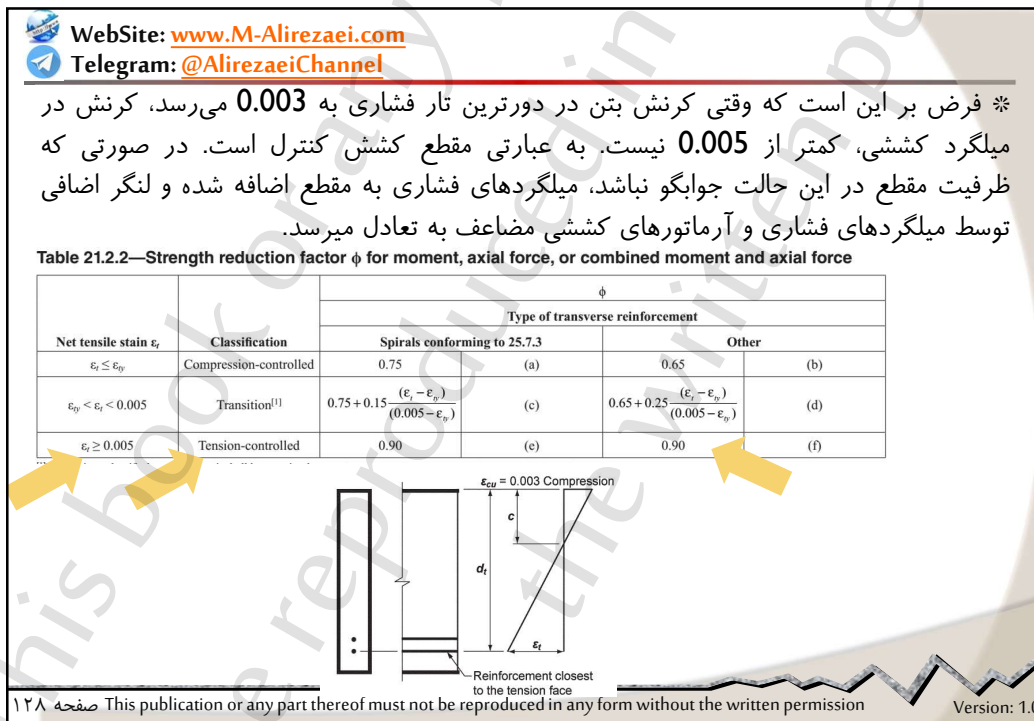 WebSite: www.M-Alirezaei.com
Telegram: @AlirezaeiChannel
※ فرض بر این است که وقتی کرنش بتن در دورترین تار فشاری به 0.003 می‌رسد، کرنش در
میلگرد کششی، کمتر از 0.005 نیست. به عبارتی مقطع کشش کنترل است. در صورتی که
ظرفیت مقطع در این حالت جوابگو نباشد، میلگردهای فشاری به مقطع اضافه شده و لنگر اضافی
توسط میلگردهای فشاری و آرماتورهای کششی مضاعف به تعادل میرسد.
Table 21.2.2—Strength reduction factor ϕ for moment, axial force, or combined moment and axial force
ϕ
Type of transverse reinforcement
Net tensile stain εt Classification Spirals conforming to 25.7.3 Other
εt ≤ εty Compression-controlled 0.75 (a) 0.65 (b)
εty < εt < 0.005 Transition[1] 0.75 + 0.15 (εt − εty) / (0.005 − εty) (c) 0.65 + 0.25 (εt − εty) / (0.005 − εty) (d)
εt ≥ 0.005 Tension-controlled 0.90 (e) 0.90 (f)
εcu = 0.003 Compression
c
dt
εt
Reinforcement closest
to the tension face
صفحه ۱۲۸ This publication or any part thereof must not be reproduced in any form without the written permission
Version: 1.0
his book or any
e reproduced in
the written pe